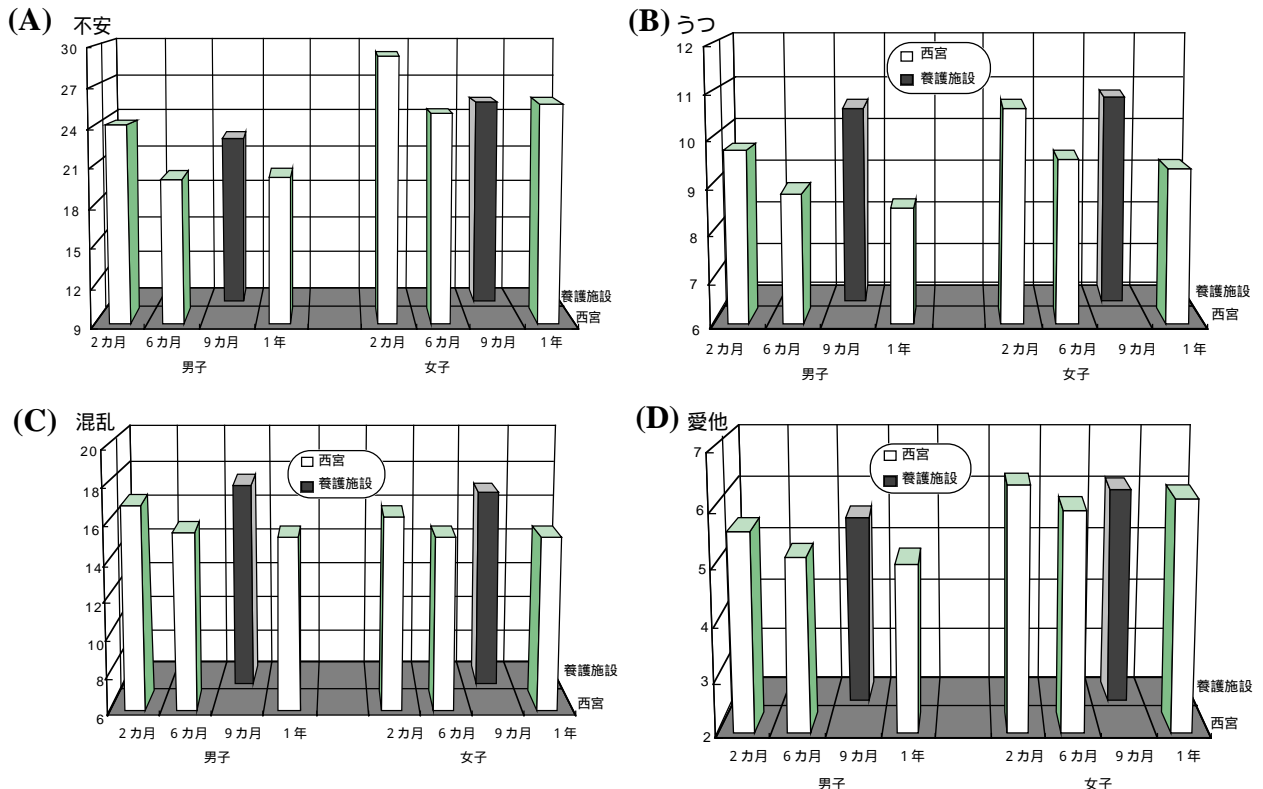 (A) 不安
30
27
24
21
18
15
12
9
養護施設
西宮
2カ月 6カ月 9カ月 1年 2カ月 6カ月 9カ月 1年
男子 女子
(B) うつ
12
11
10
9
8
7
6
西宮
養護施設
養護施設
西宮
2カ月 6カ月 9カ月 1年 2カ月 6カ月 9カ月 1年
男子 女子
(C) 混乱
20
18
16
14
12
10
8
6
西宮
養護施設
養護施設
西宮
2カ月 6カ月 9カ月 1年 2カ月 6カ月 9カ月 1年
男子 女子
(D) 愛他
7
6
5
4
3
2
西宮
養護施設
養護施設
西宮
2カ月 6カ月 9カ月 1年 2カ月 6カ月 9カ月 1年
男子 女子